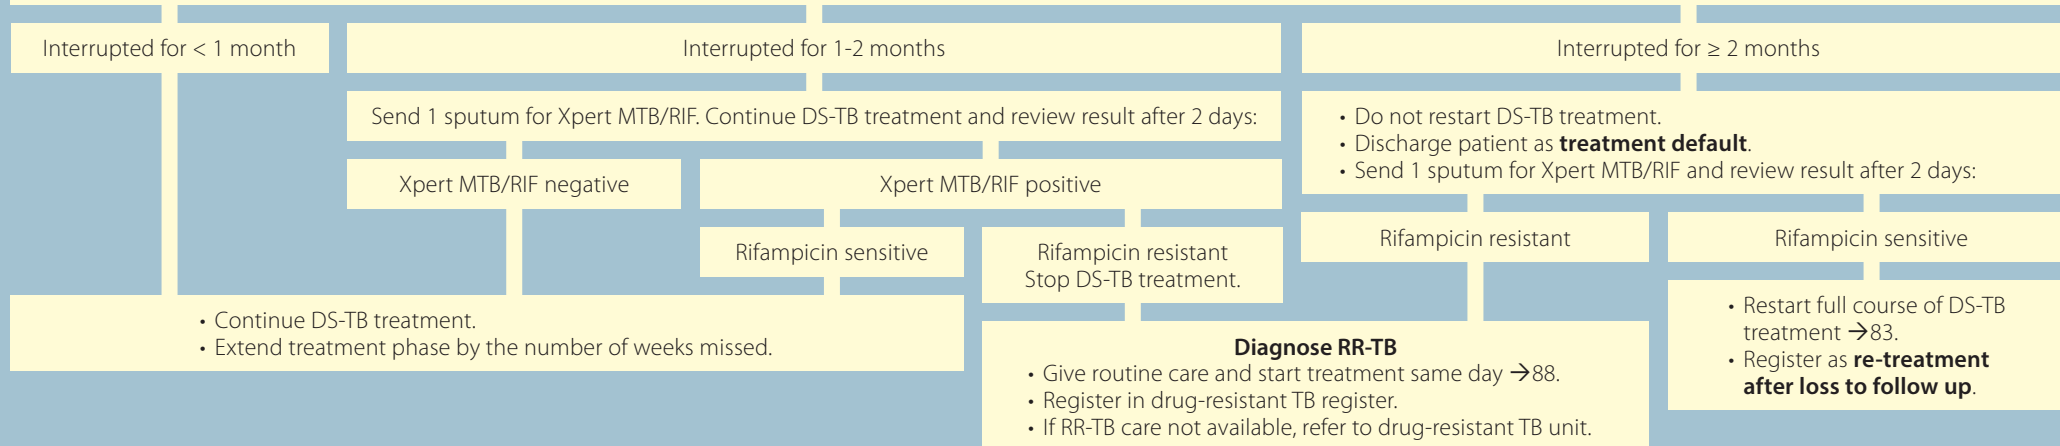 Interrupted for < 1 month
Interrupted for 1-2 months
Interrupted for ≥ 2 months
Send 1 sputum for Xpert MTB/RIF. Continue DS-TB treatment and review result after 2 days:
• Do not restart DS-TB treatment.
• Discharge patient as treatment default.
• Send 1 sputum for Xpert MTB/RIF and review result after 2 days:
Xpert MTB/RIF negative
Xpert MTB/RIF positive
Rifampicin sensitive
Rifampicin resistant
Stop DS-TB treatment.
Rifampicin resistant
Rifampicin sensitive
• Continue DS-TB treatment.
• Extend treatment phase by the number of weeks missed.
Diagnose RR-TB
• Give routine care and start treatment same day →88.
• Register in drug-resistant TB register.
• If RR-TB care not available, refer to drug-resistant TB unit.
• Restart full course of DS-TB
treatment →83.
• Register as re-treatment
after loss to follow up.